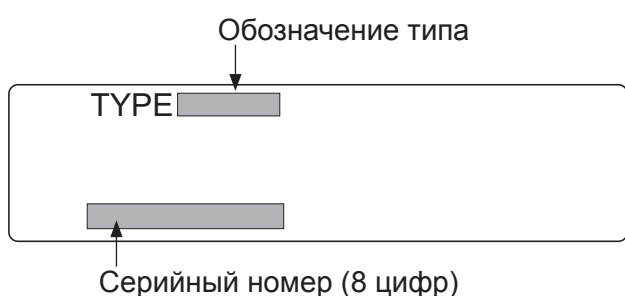 Обозначение типа
TYPE
Серийный номер (8 цифр)